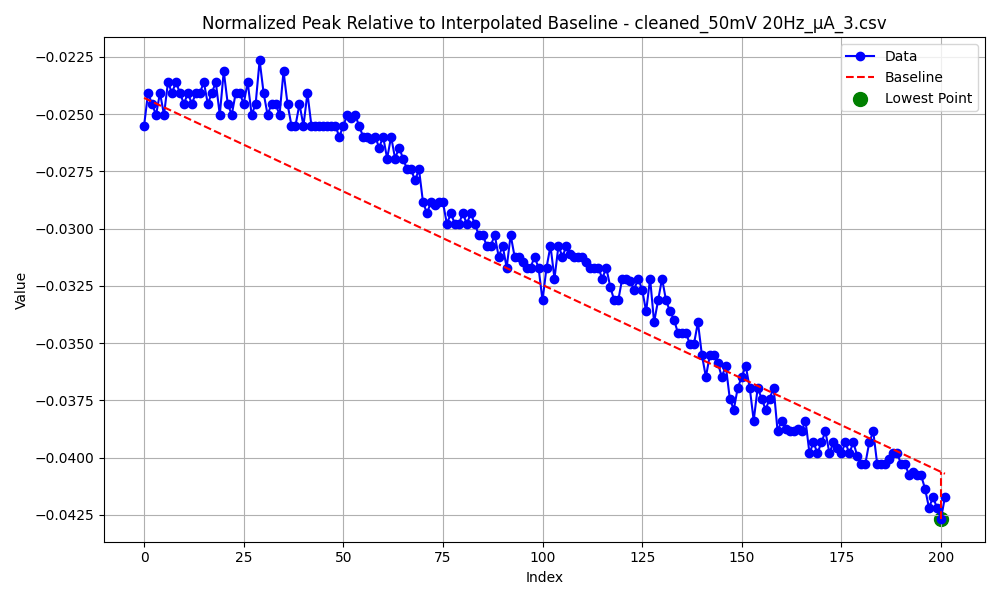 Normalized Peak Relative to Interpolated Baseline - cleaned_50mV 20Hz_μA_3.csv
Data
Baseline
Lowest Point
−0.0225
−0.0250
−0.0275
−0.0300
−0.0325
−0.0350
−0.0375
−0.0400
−0.0425
Value
0 25 50 75 100 125 150 175 200
Index